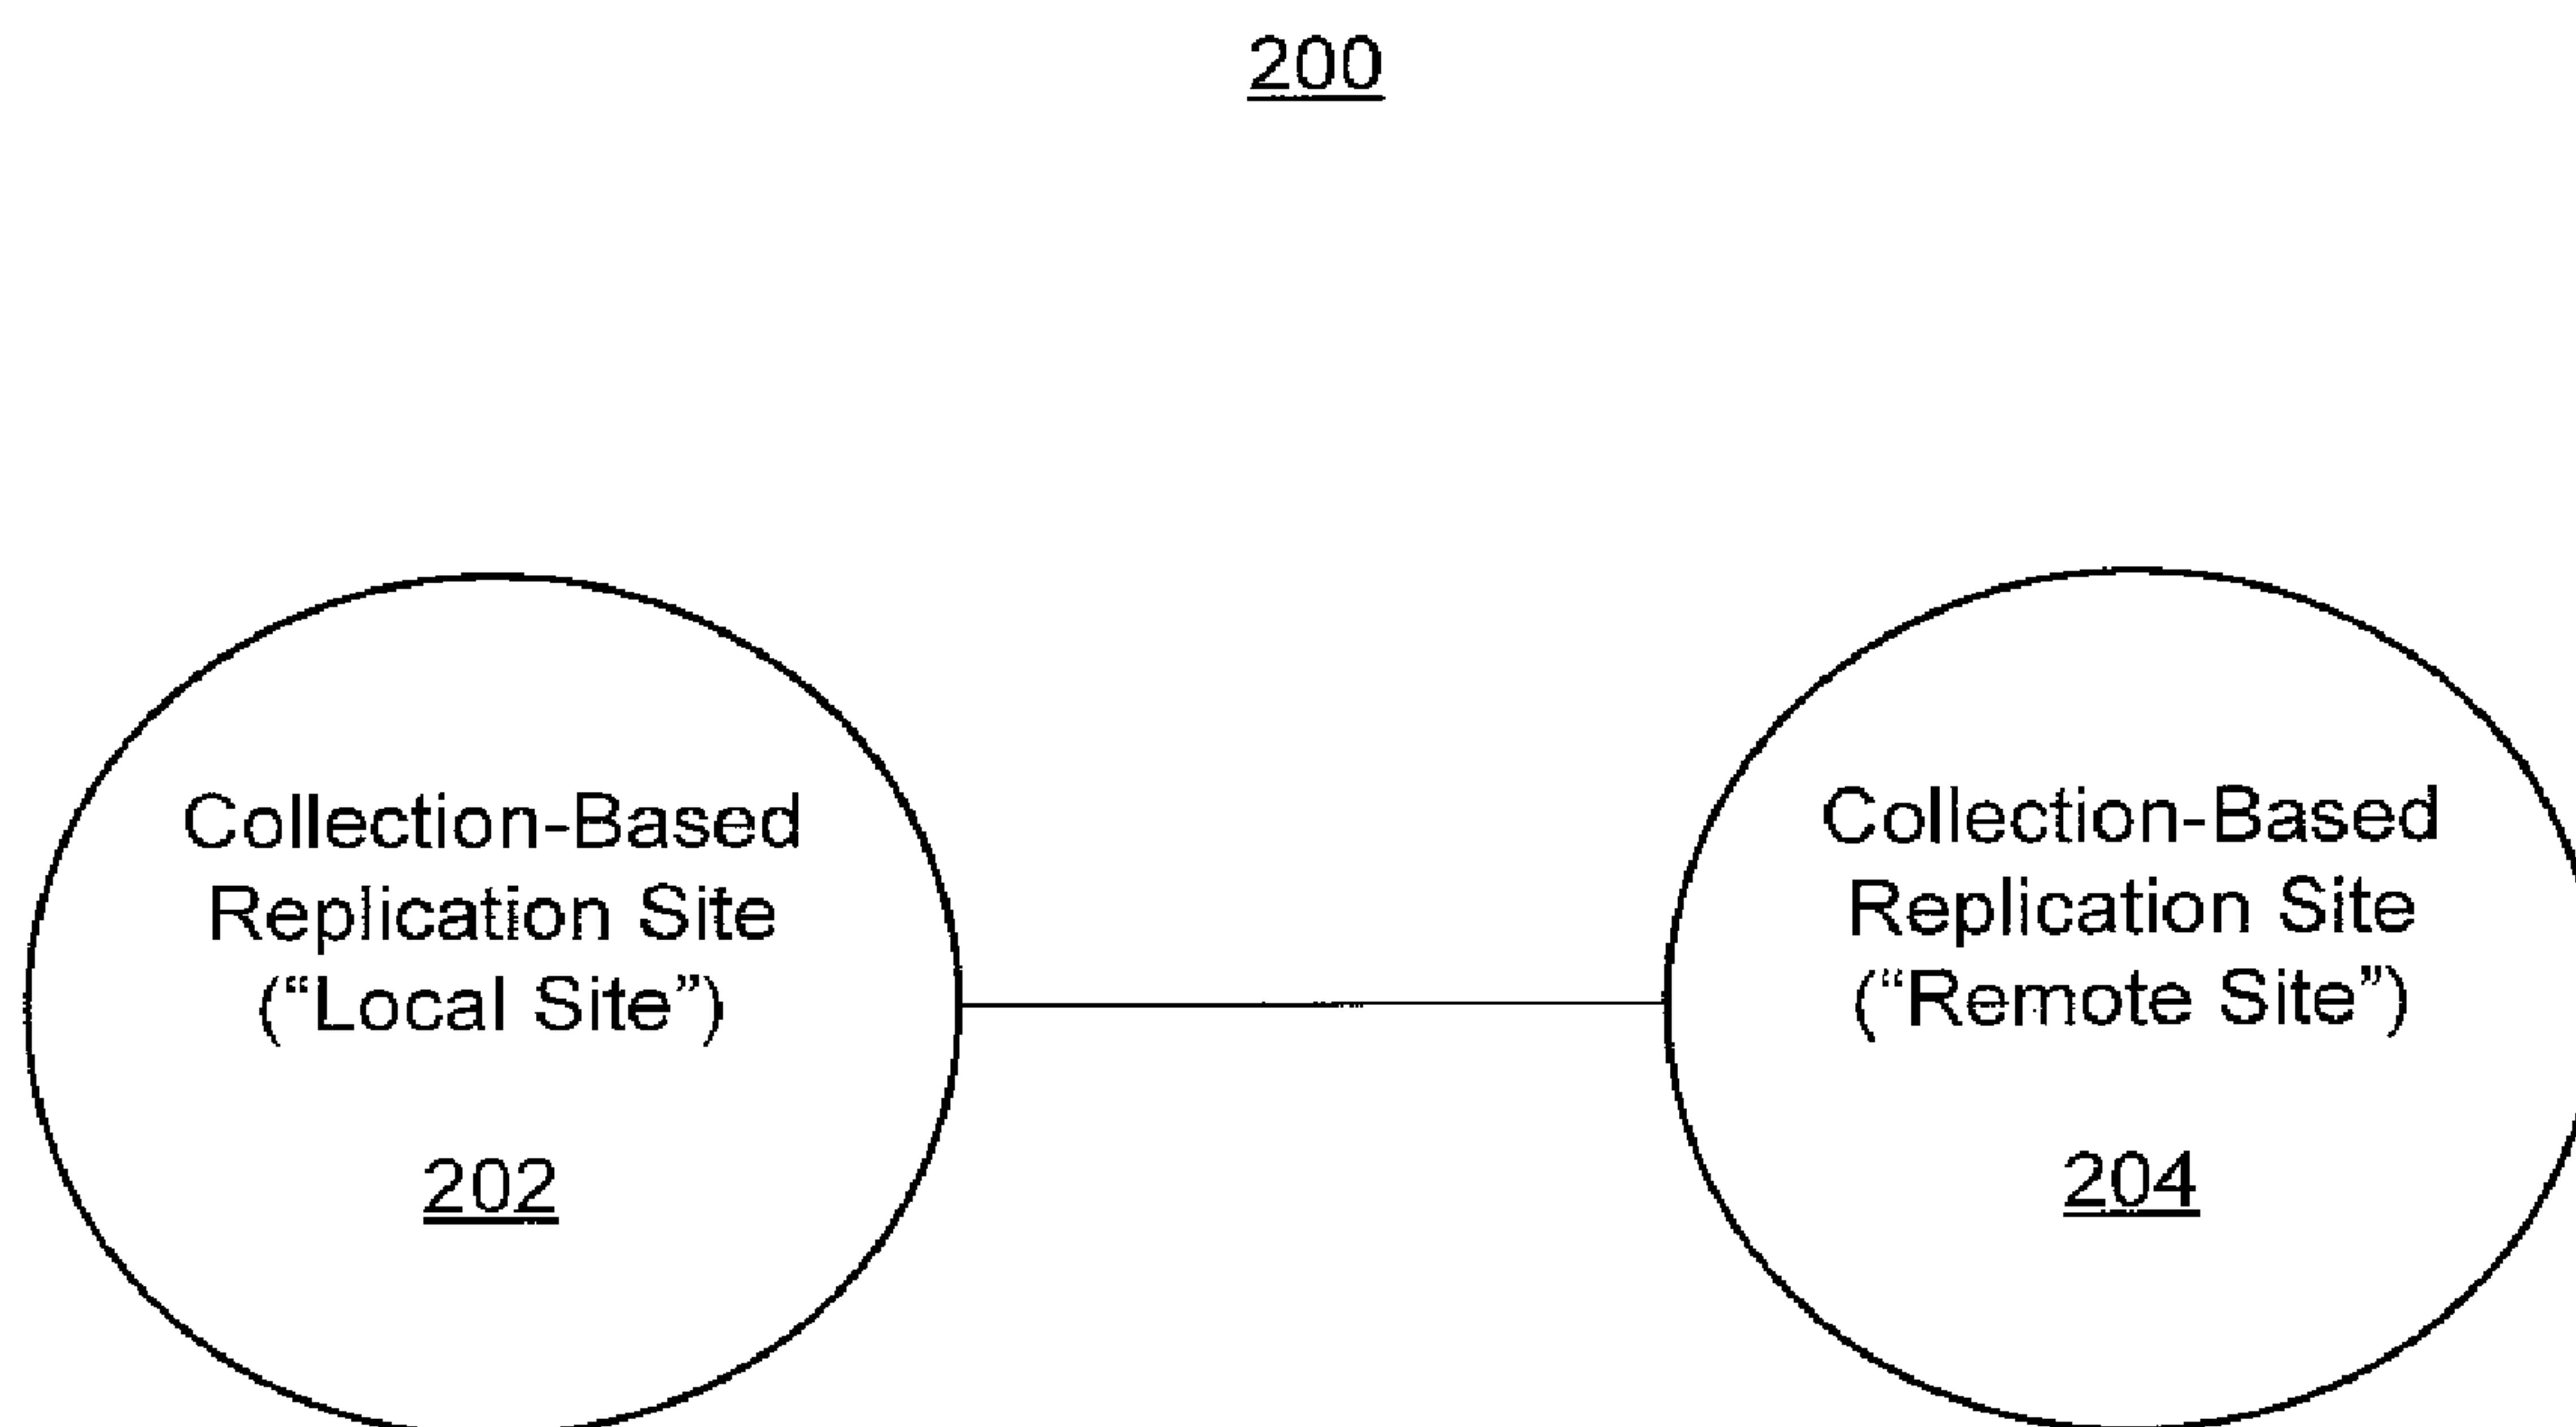 200
Collection-Based
Replication Site
(“Local Site”)
202
Collection-Based
Replication Site
(“Remote Site”)
204